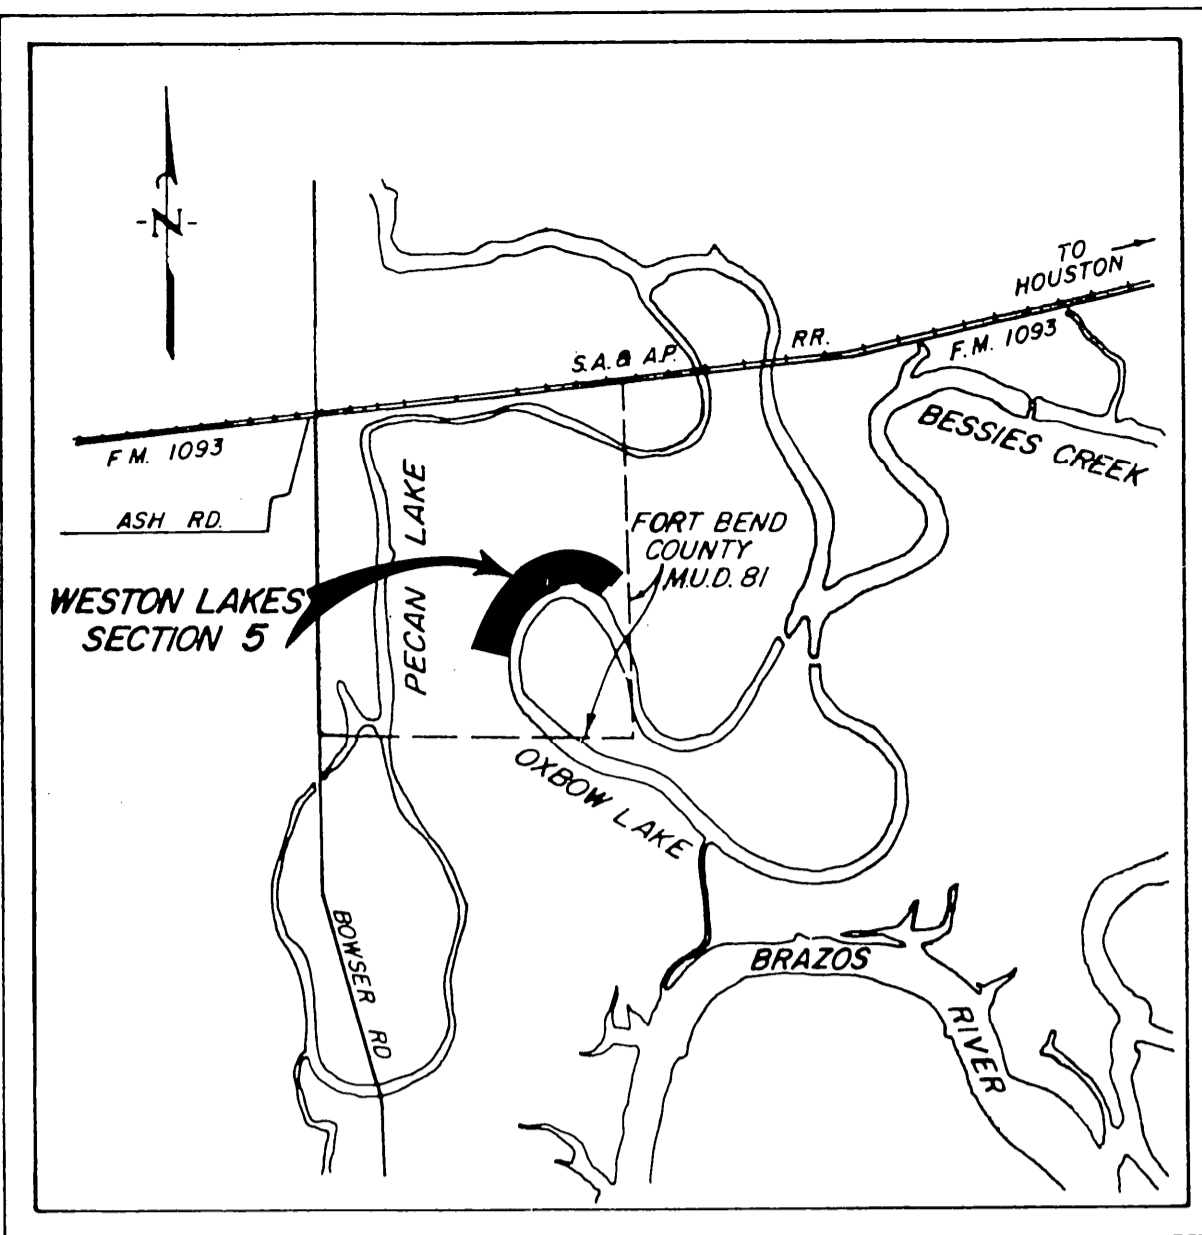 N
TO
HOUSTON
S.A. & A.P. RR.
F.M. 1093
F.M. 1093
BESSIES CREEK
ASH RD.
PECAN LAKE
FORT BEND
COUNTY
M.U.D. 81
WESTON LAKES
SECTION 5
OXBOW LAKE
BOWSER RD
BRAZOS
RIVER